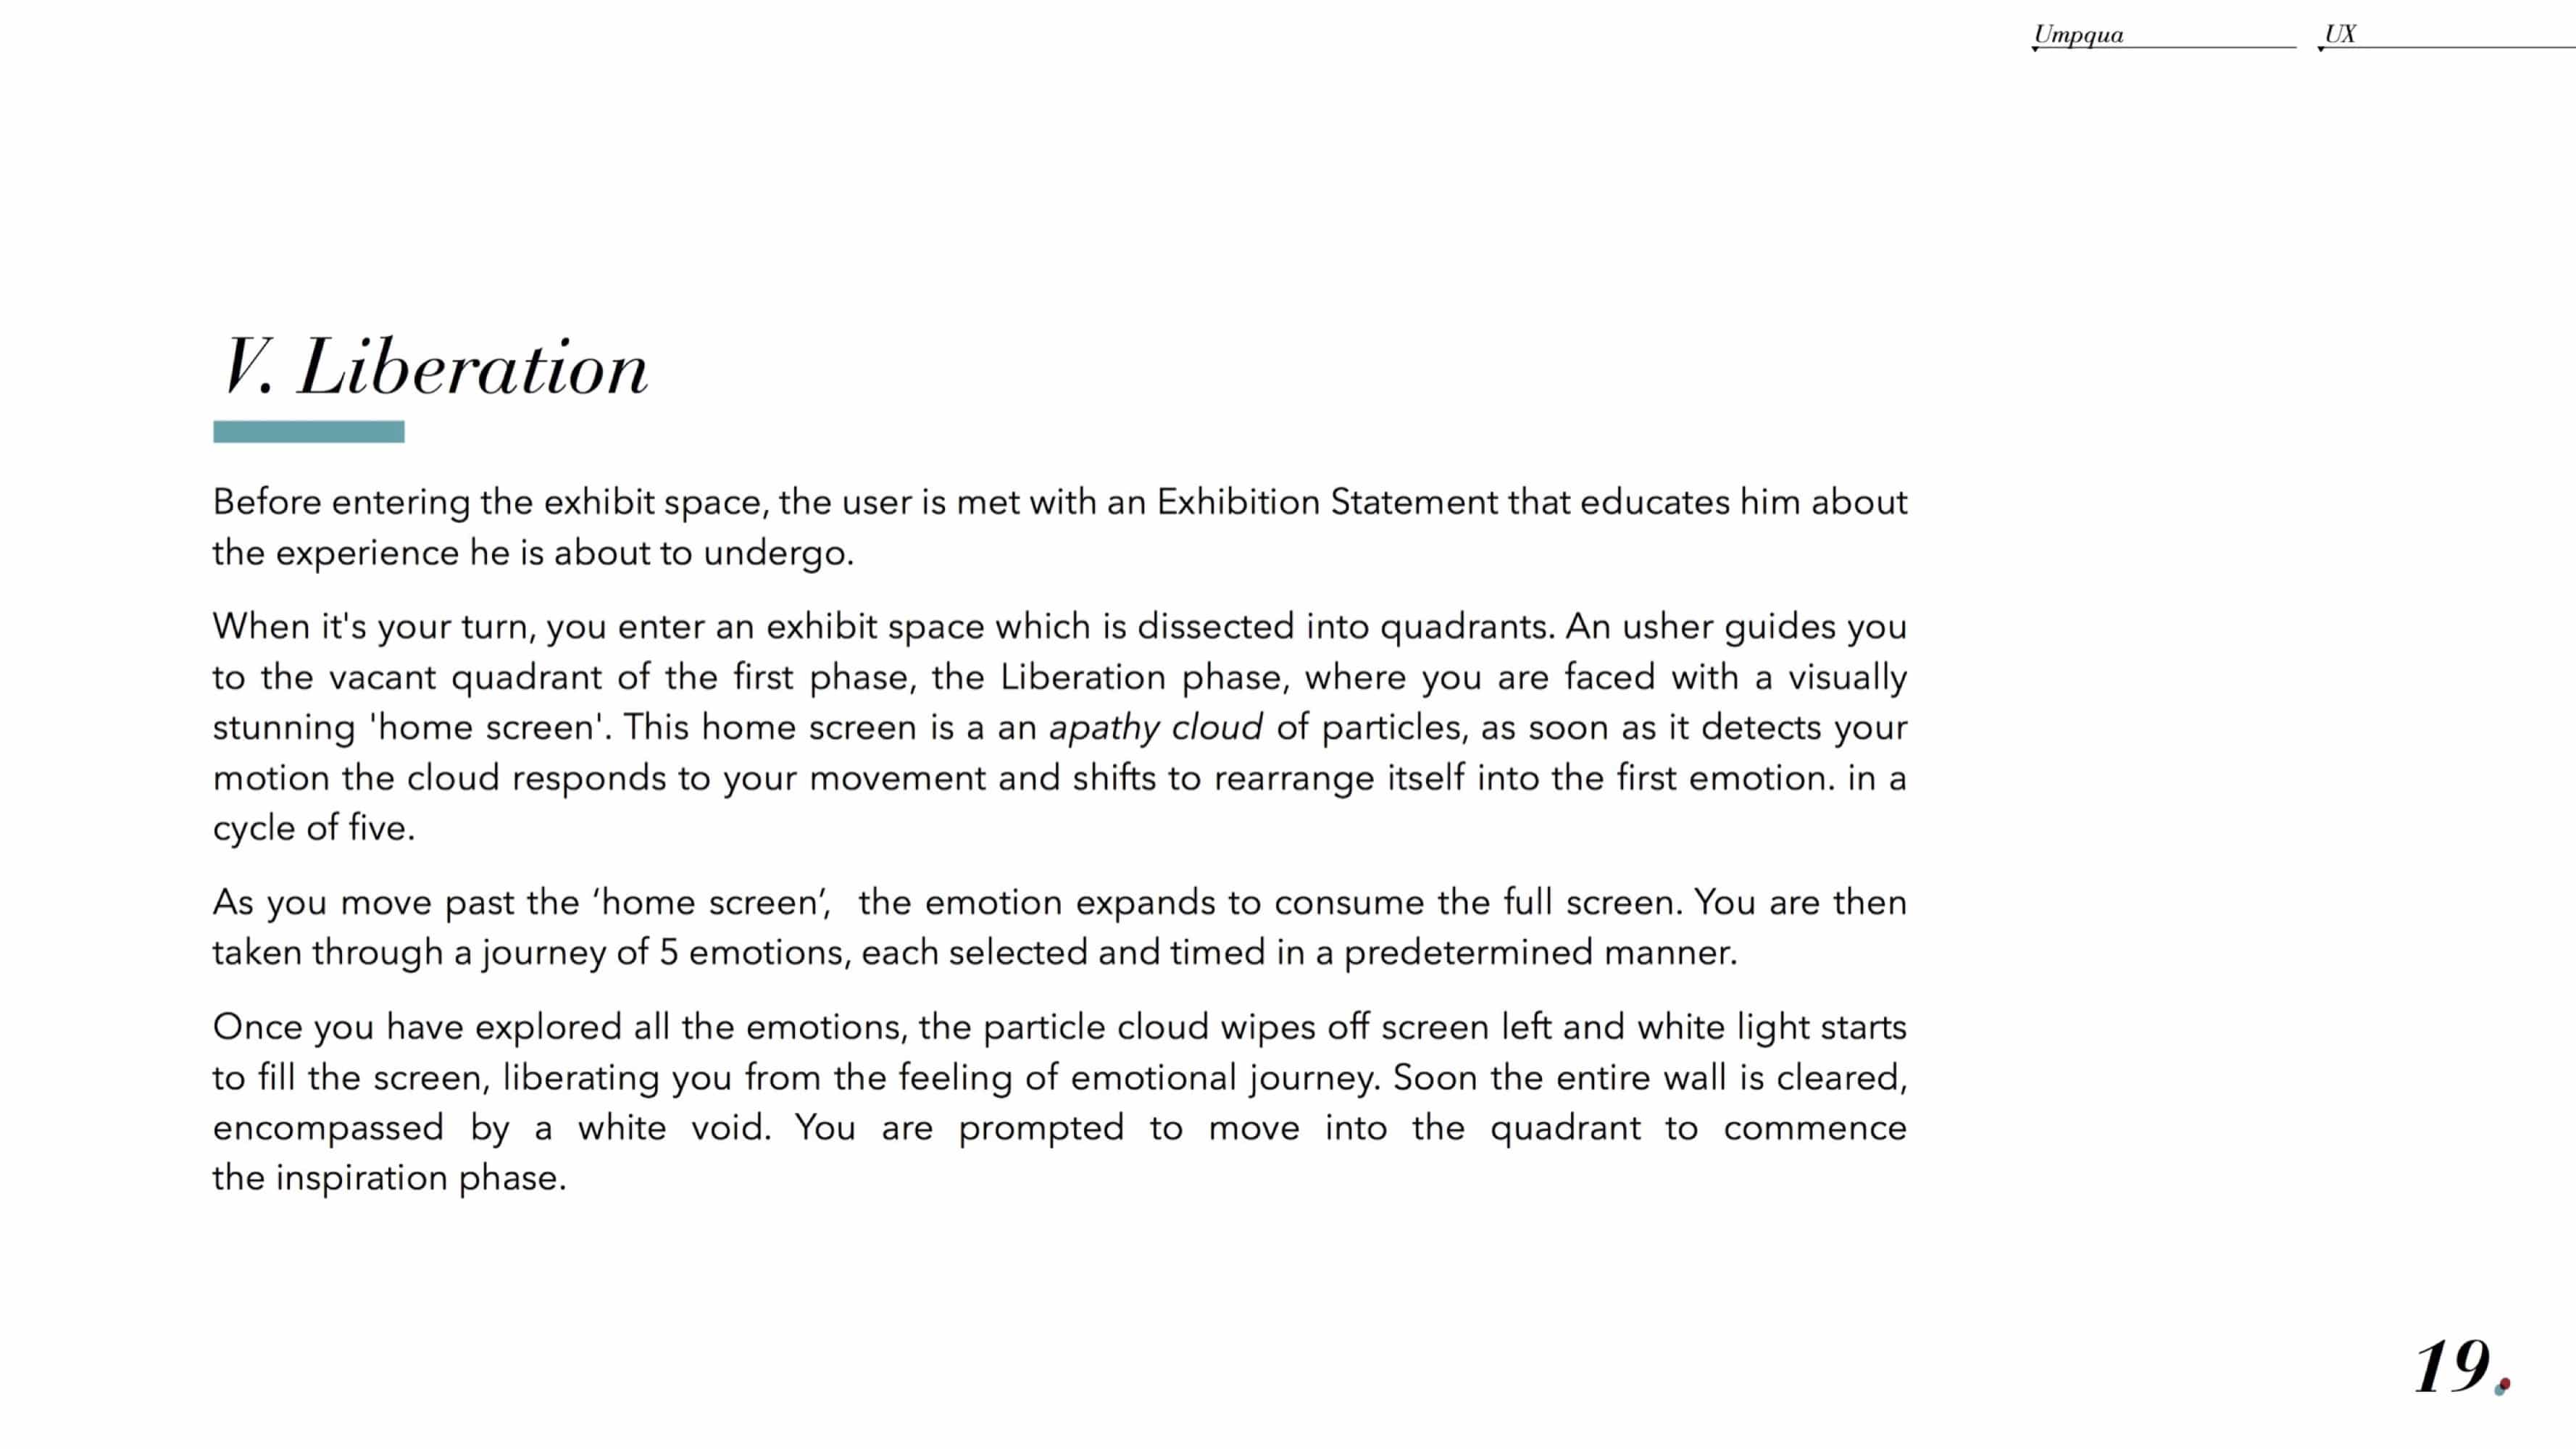 Umpqua
UX
V. Liberation
Before entering the exhibit space, the user is met with an Exhibition Statement that educates him about
the experience he is about to undergo.
When it's your turn, you enter an exhibit space which is dissected into quadrants. An usher guides you
to the vacant quadrant of the first phase, the Liberation phase, where you are faced with a visually
stunning 'home screen'. This home screen is a an apathy cloud of particles, as soon as it detects your
motion the cloud responds to your movement and shifts to rearrange itself into the first emotion. in a
cycle of five.
As you move past the ‘home screen’, the emotion expands to consume the full screen. You are then
taken through a journey of 5 emotions, each selected and timed in a predetermined manner.
Once you have explored all the emotions, the particle cloud wipes off screen left and white light starts
to fill the screen, liberating you from the feeling of emotional journey. Soon the entire wall is cleared,
encompassed by a white void. You are prompted to move into the quadrant to commence
the inspiration phase.
19.